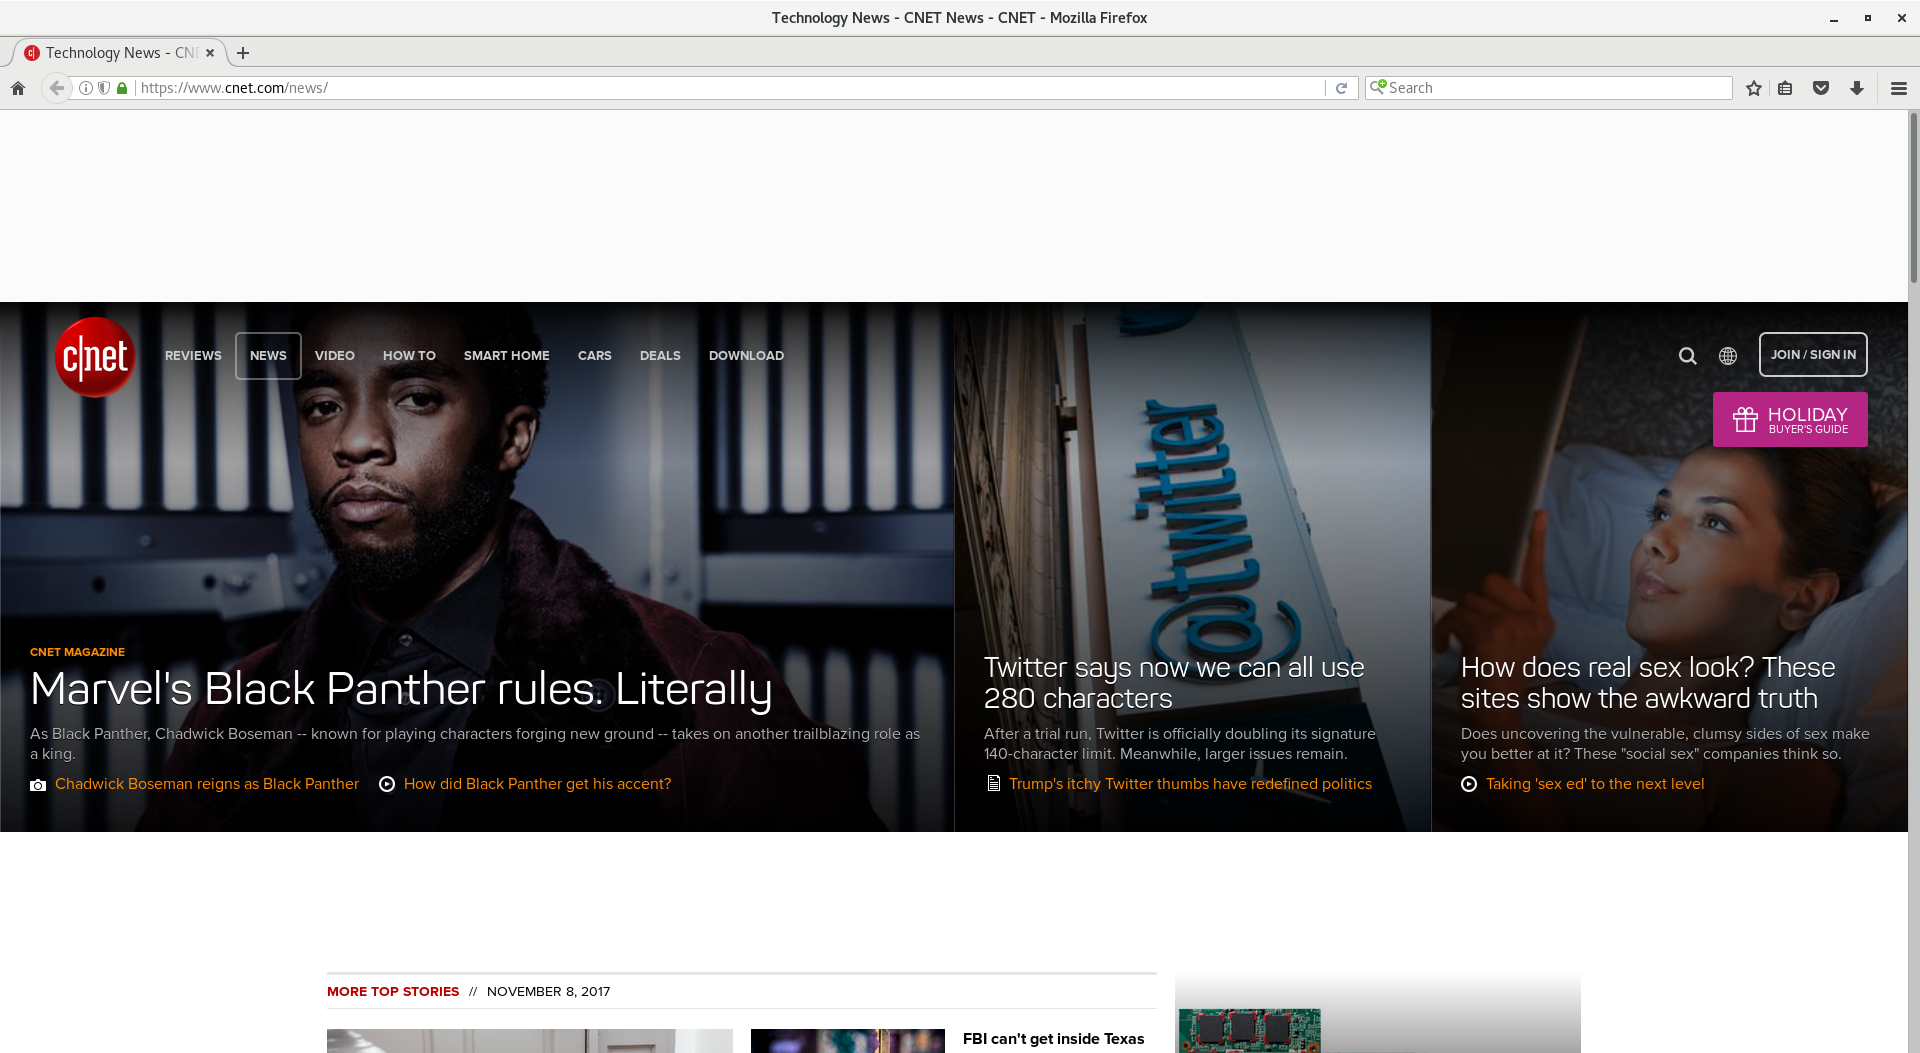 Technology News - CNET News - CNET - Mozilla Firefox
Technology News - CNE
https://www.cnet.com/news/
Search
c|net
REVIEWS
NEWS
VIDEO
HOW TO
SMART HOME
CARS
DEALS
DOWNLOAD
JOIN / SIGN IN
HOLIDAY
BUYER'S GUIDE
@twitter
CNET MAGAZINE
Marvel's Black Panther rules. Literally
As Black Panther, Chadwick Boseman -- known for playing characters forging new ground -- takes on another trailblazing role as
a king.
Chadwick Boseman reigns as Black Panther
How did Black Panther get his accent?
Twitter says now we can all use
280 characters
After a trial run, Twitter is officially doubling its signature
140-character limit. Meanwhile, larger issues remain.
Trump's itchy Twitter thumbs have redefined politics
How does real sex look? These
sites show the awkward truth
Does uncovering the vulnerable, clumsy sides of sex make
you better at it? These "social sex" companies think so.
Taking 'sex ed' to the next level
MORE TOP STORIES // NOVEMBER 8, 2017
FBI can't get inside Texas